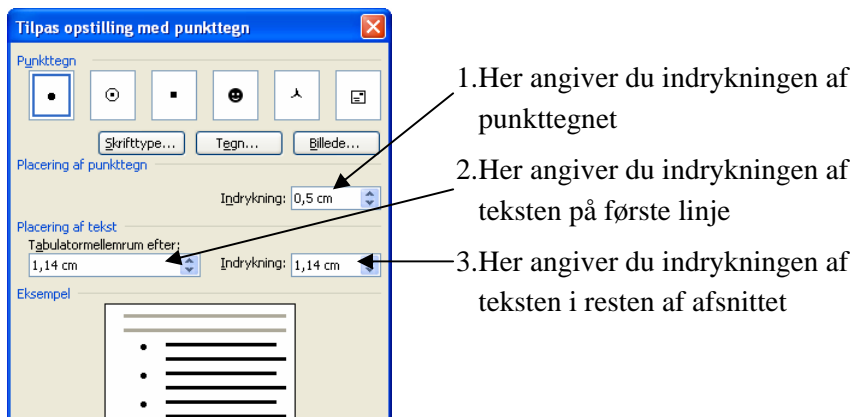 Tilpas opstilling med punkttegn
Punkttegn
Skrifttype... Tegn... Billede...
Placering af punkttegn
Indrykning: 0,5 cm
Placering af tekst
Tabulatormellemrum efter:
1,14 cm Indrykning: 1,14 cm
Eksempel
1.Her angiver du indrykningen af
punkttegnet
2.Her angiver du indrykningen af
teksten på første linje
3.Her angiver du indrykningen af
teksten i resten af afsnittet